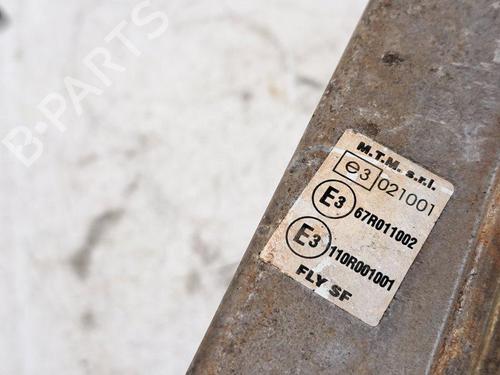 B-PARTS
M.T.M. s.r.l.
e3 021001
E3 67R011002
E3 110R001001
FLY SF